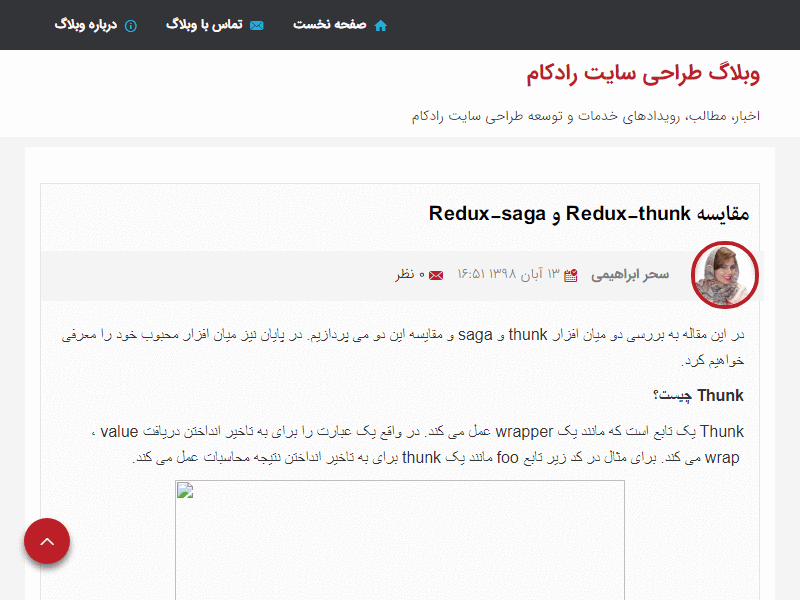 صفحه نخست
تماس با وبلاگ
درباره وبلاگ
وبلاگ طراحی سایت رادکام
اخبار، مطالب، رویدادهای خدمات و توسعه طراحی سایت رادکام
مقایسه Redux-thunk و Redux-saga
سحر ابراهیمی ۱۳ آبان ۱۳۹۸ ۱۶:۵۱ ۰ نظر
در این مقاله به بررسی دو میان افزار thunk و saga و مقایسه این دو می پردازیم. در پایان نیز میان افزار محبوب خود را معرفی
خواهیم کرد.
Thunk چیست؟
Thunk یک تابع است که مانند یک wrapper عمل می کند. در واقع یک عبارت را برای به تاخیر انداختن دریافت value ،
wrap می کند. برای مثال در کد زیر تابع foo مانند یک thunk برای به تاخیر انداختن نتیجه محاسبات عمل می کند.